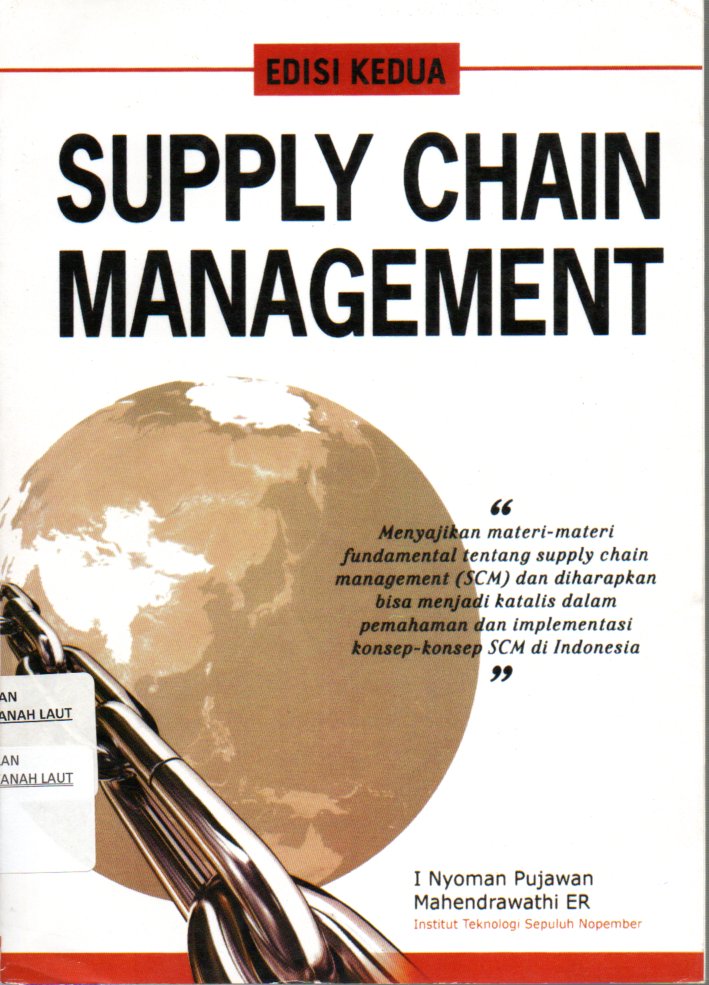 EDISI KEDUA
SUPPLY CHAIN
MANAGEMENT
“
Menyajikan materi-materi
fundamental tentang supply chain
management (SCM) dan diharapkan
bisa menjadi katalis dalam
pemahaman dan implementasi
konsep-konsep SCM di Indonesia
”
AN
ANAH LAUT
AN
ANAH LAUT
I Nyoman Pujawan
Mahendrawathi ER
Institut Teknologi Sepuluh Nopember